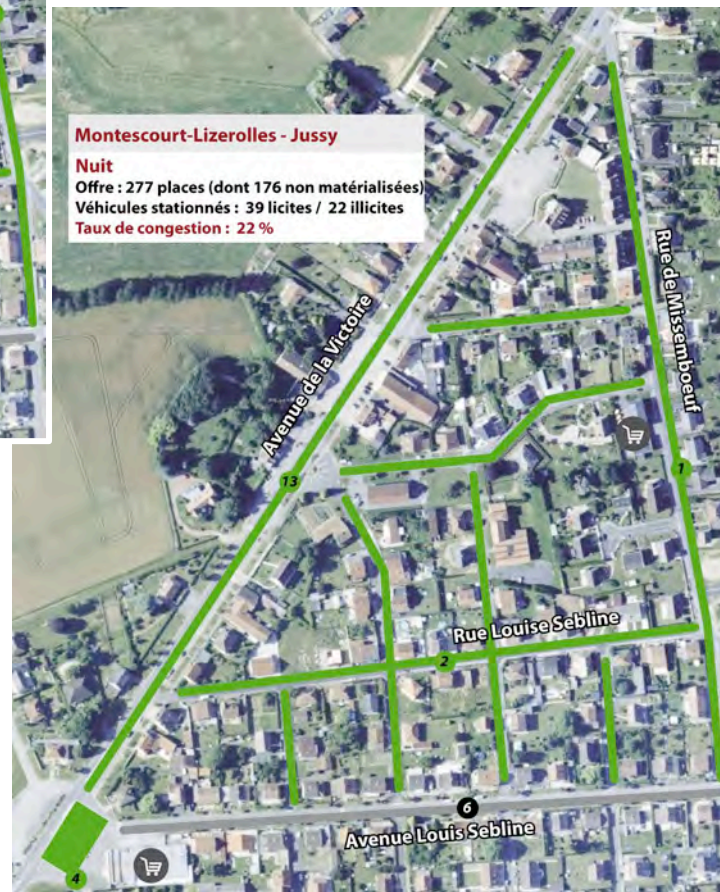 Montescourt-Lizerolles - Jussy
Nuit
Offre : 277 places (dont 176 non matérialisées)
Véhicules stationnés : 39 licites / 22 illicites
Taux de congestion : 22 %
Rue de Missemboeuf
Avenue de la Victoire
1
13
Rue Louise Sebline
2
6
Avenue Louis Sebline
4